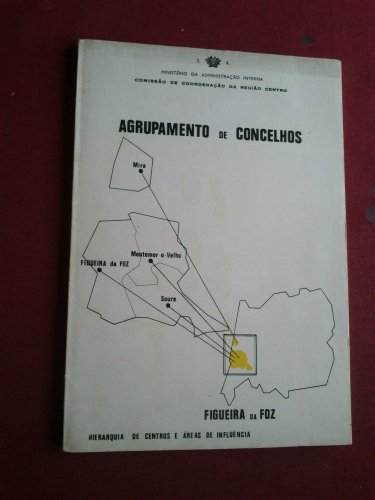 S. R.
MINISTÉRIO DA ADMINISTRAÇÃO INTERNA
COMISSÃO DE COORDENAÇÃO DA REGIÃO CENTRO
AGRUPAMENTO DE CONCELHOS
Mira
Montemor-o-Velho
FIGUEIRA da FOZ
Soure
FIGUEIRA DA FOZ
HIERARQUIA DE CENTROS E ÁREAS DE INFLUÊNCIA